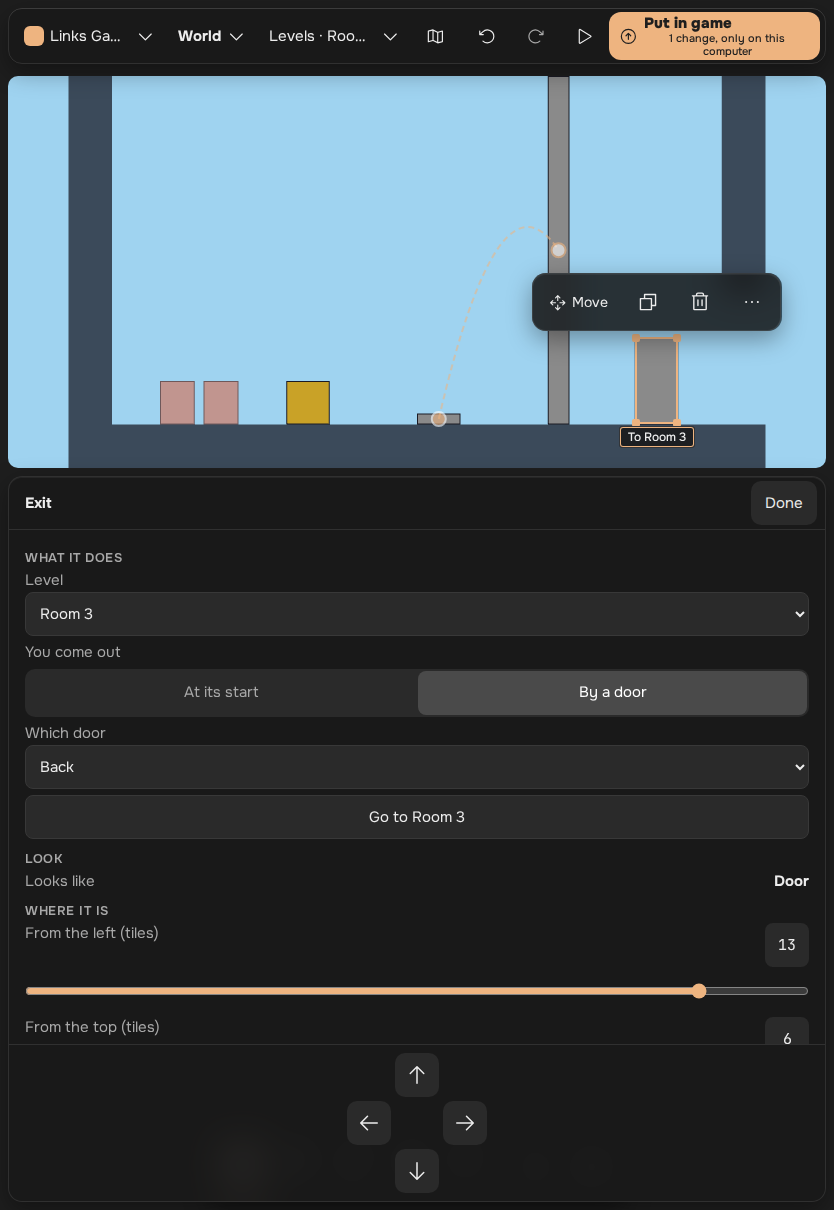 Links Ga...
World
Levels · Roo...
Put in game
1 change, only on this
computer
Move
To Room 3
Exit
Done
WHAT IT DOES
Level
Room 3
You come out
At its start
By a door
Which door
Back
Go to Room 3
LOOK
Looks like
Door
WHERE IT IS
From the left (tiles)
13
From the top (tiles)
6